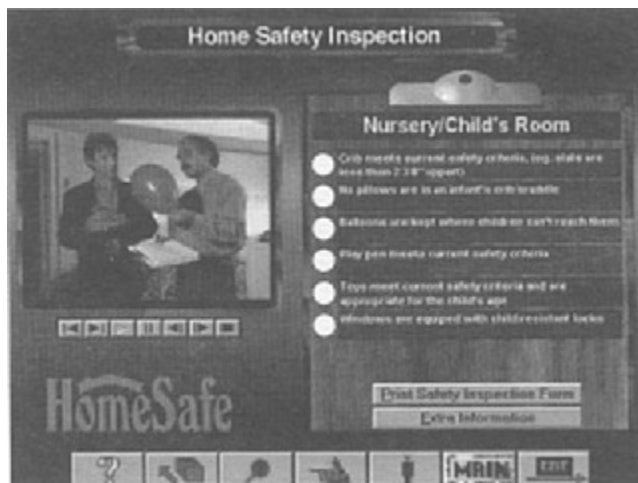 Home Safety Inspection
Nursery/Child's Room
Crib meets current safety criteria, (eg. slats are
less than 2 3/8" appart)
No pillows are in an infant's crib/cradle
Balloons are kept where children can't reach them
Play pen meets current safety criteria
Toys meet current safety criteria and are
appropriate for the child's age
Windows are equiped with child resistant locks
HomeSafe
Print Safety Inspection Form
Extra Information
?
MAIN
EXIT